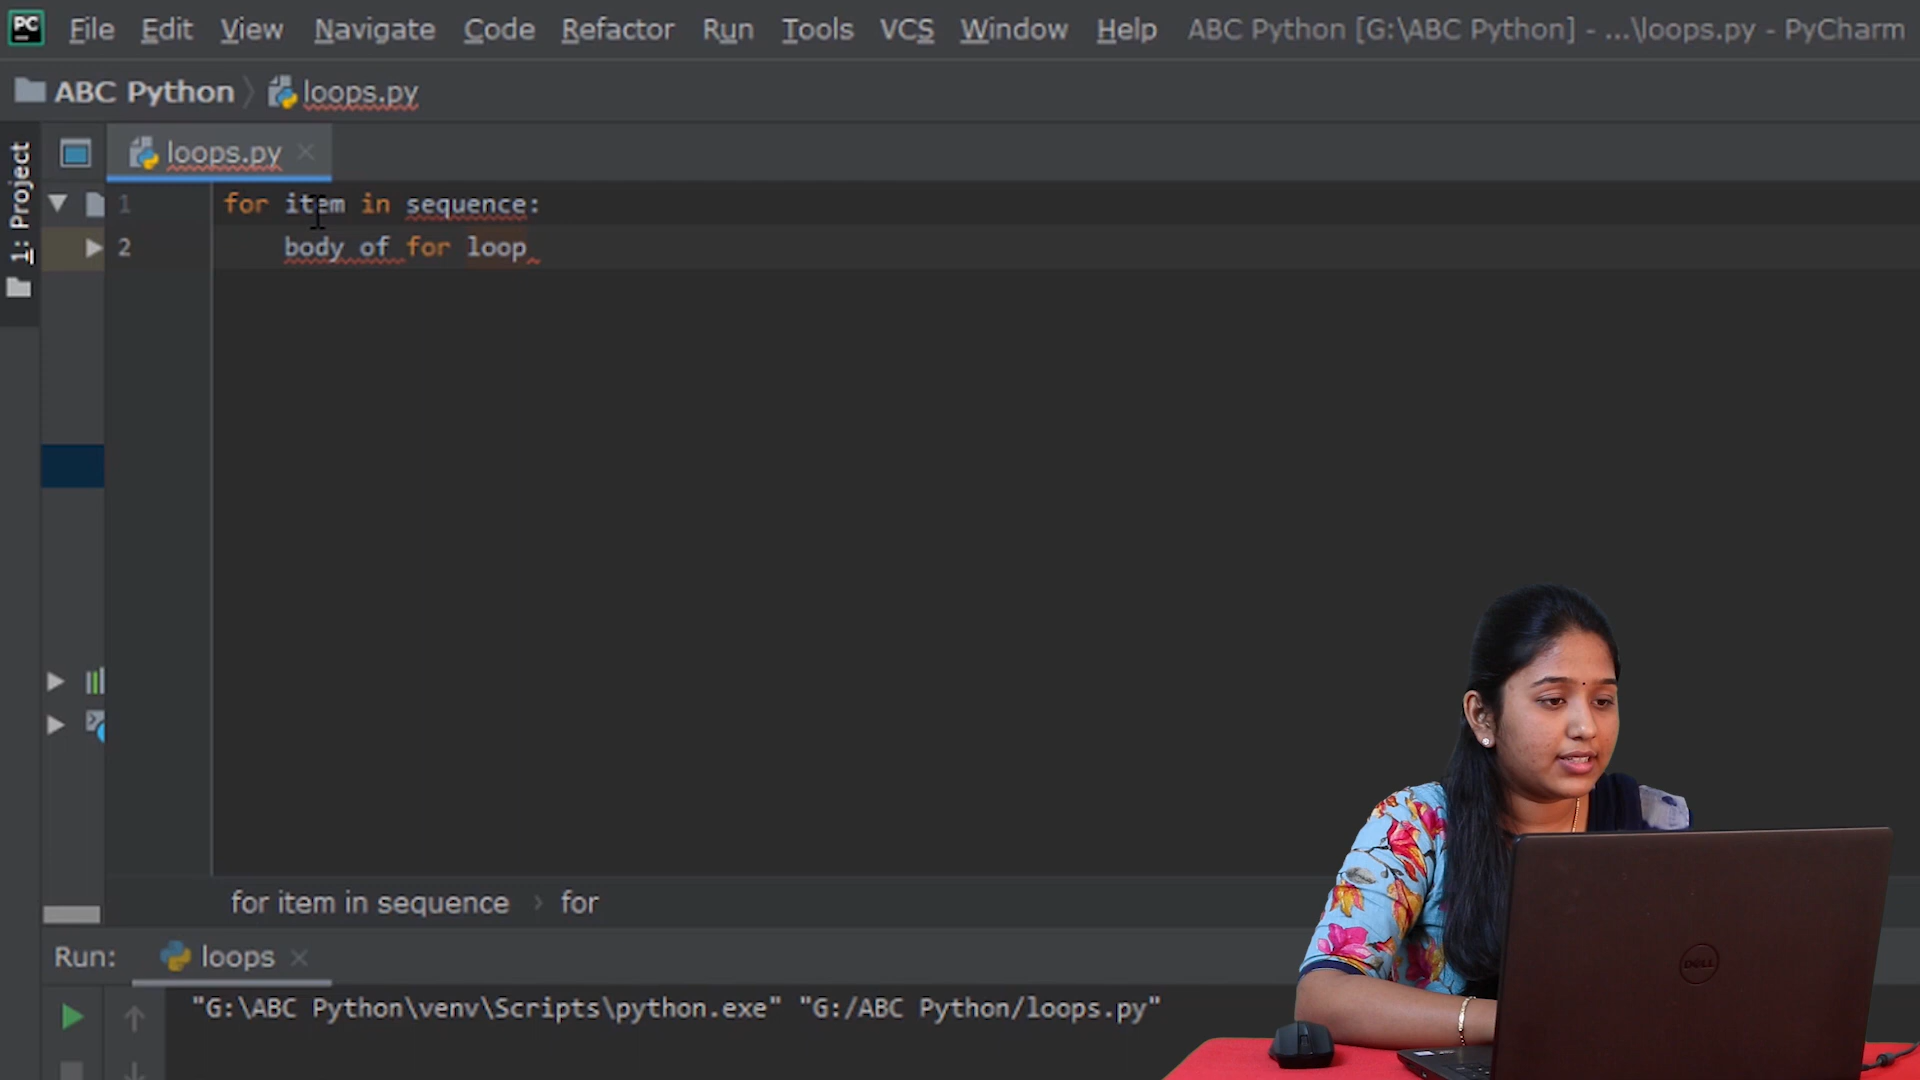 PC File Edit View Navigate Code Refactor Run Tools VCS Window Help ABC Python [G:\ABC Python] - ...\loops.py - PyCharm
ABC Python loops.py
1: Project
loops.py
1 for item in sequence:
2 body of for loop
for item in sequence › for
Run: loops
"G:\ABC Python\venv\Scripts\python.exe" "G:/ABC Python/loops.py"
DELL